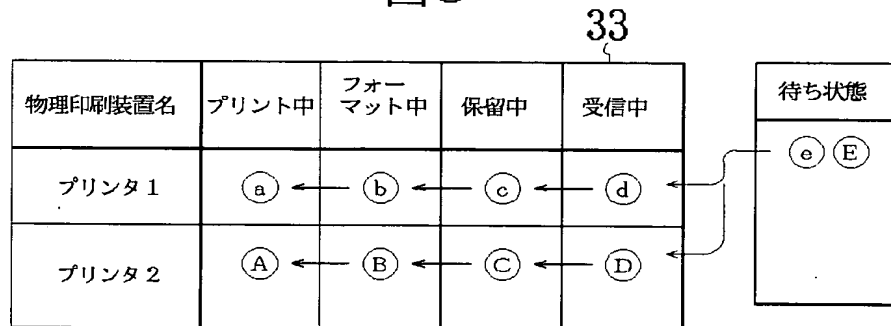 33
物理印刷装置名 プリント中 フォー
マット中 保留中 受信中 待ち状態
e E
プリンタ1 a b c d
プリンタ2 A B C D